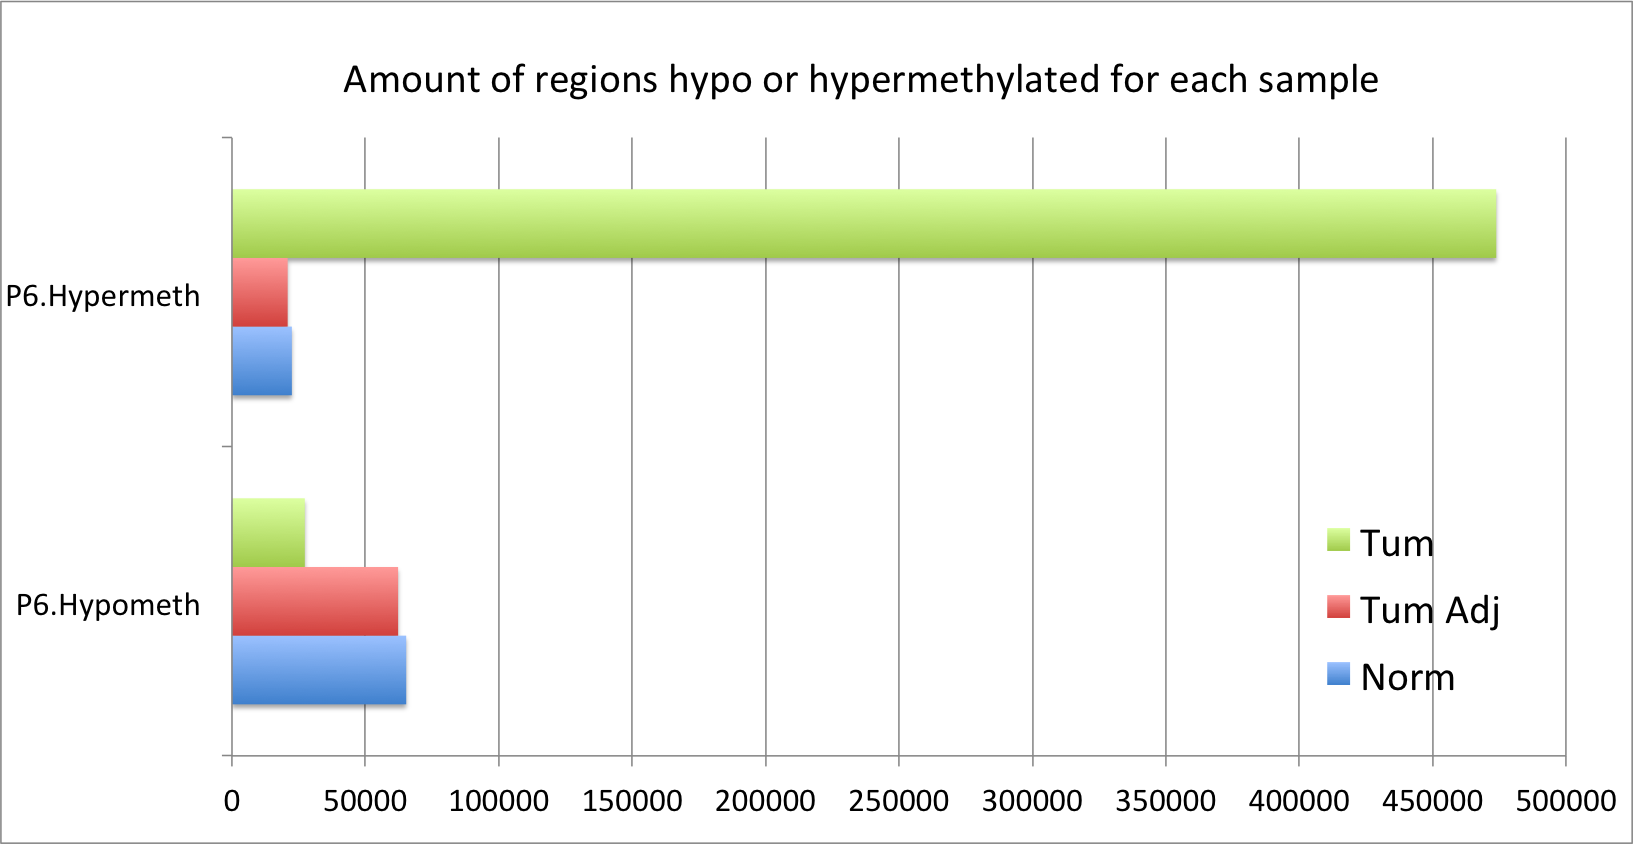 Amount of regions hypo or hypermethylated for each sample
P6.Hypermeth
P6.Hypometh
Tum
Tum Adj
Norm
0 50000 100000 150000 200000 250000 300000 350000 400000 450000 500000